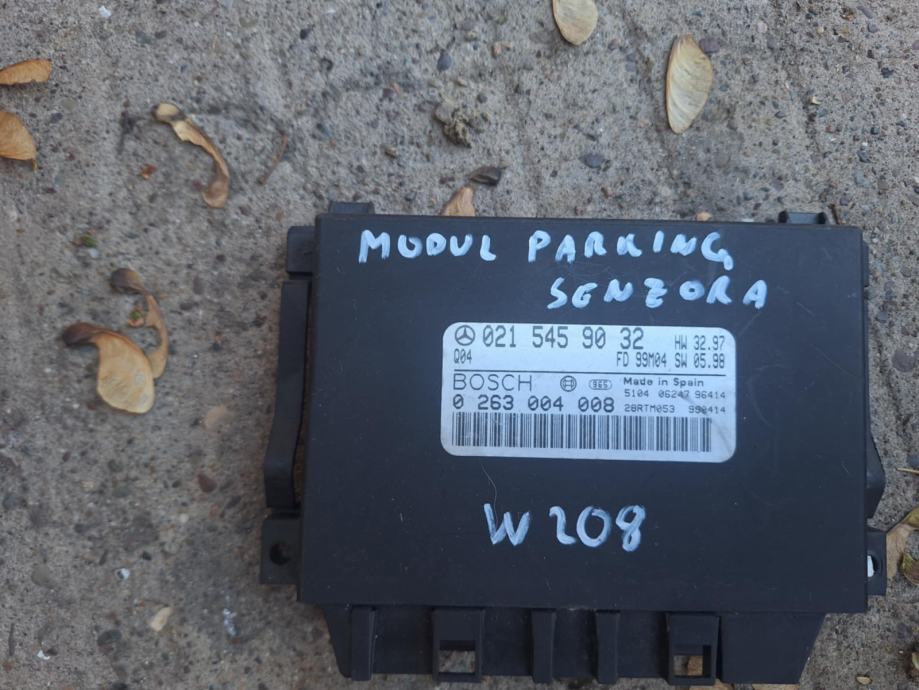 MODUL PARKING
SENZORA
021 545 90 32 HW 32.97
Q04 FD 99M04 SW 05.98
BOSCH 965 Made in Spain
5104 06247 96414
0 263 004 008 28RTM053 990414
W 208